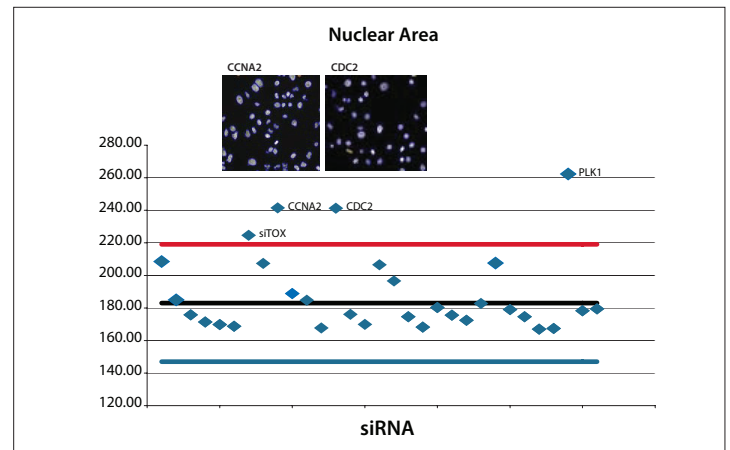 Nuclear Area
CCNA2 CDC2
280.00
260.00
PLK1
240.00
CCNA2 CDC2
siTOX
220.00
200.00
180.00
160.00
140.00
120.00
siRNA